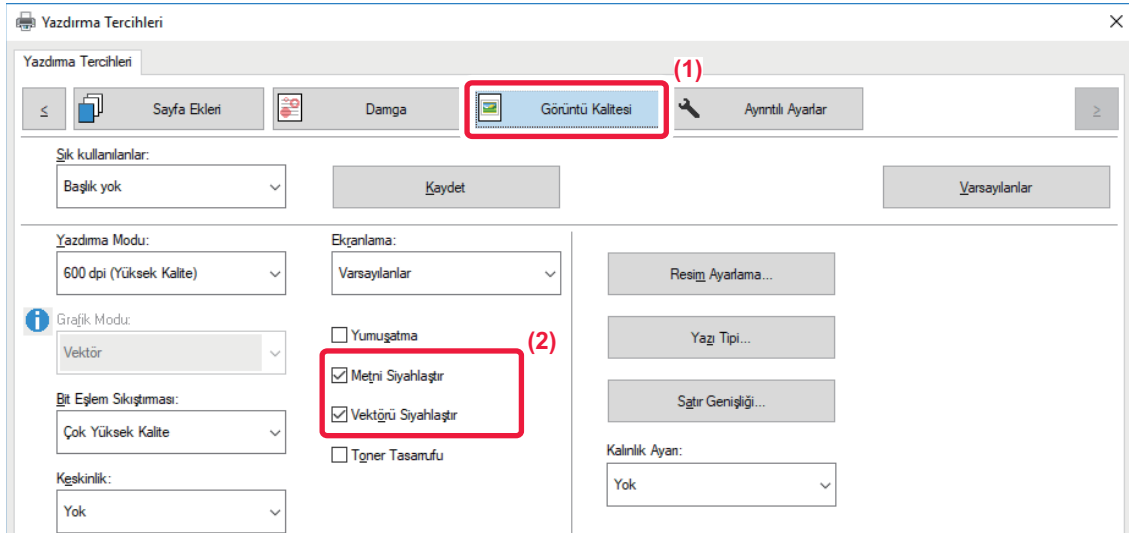 Yazdırma Tercihleri
Yazdırma Tercihleri
(1)
< Sayfa Ekleri Damga Görüntü Kalitesi Ayrıntılı Ayarlar >
Sık kullanılanlar:
Başlık yok Kaydet Varsayılanlar
Yazdırma Modu: Ekranlama:
600 dpi (Yüksek Kalite) Varsayılanlar Resim Ayarlama...
Grafik Modu:
Yumuşatma (2) Yazı Tipi...
Vektör
Metni Siyahlaştır
Bit Eşlem Sıkıştırması: Vektörü Siyahlaştır Satır Genişliği...
Çok Yüksek Kalite
Toner Tasarrufu Kalınlık Ayarı:
Keskinlik:
Yok Yok